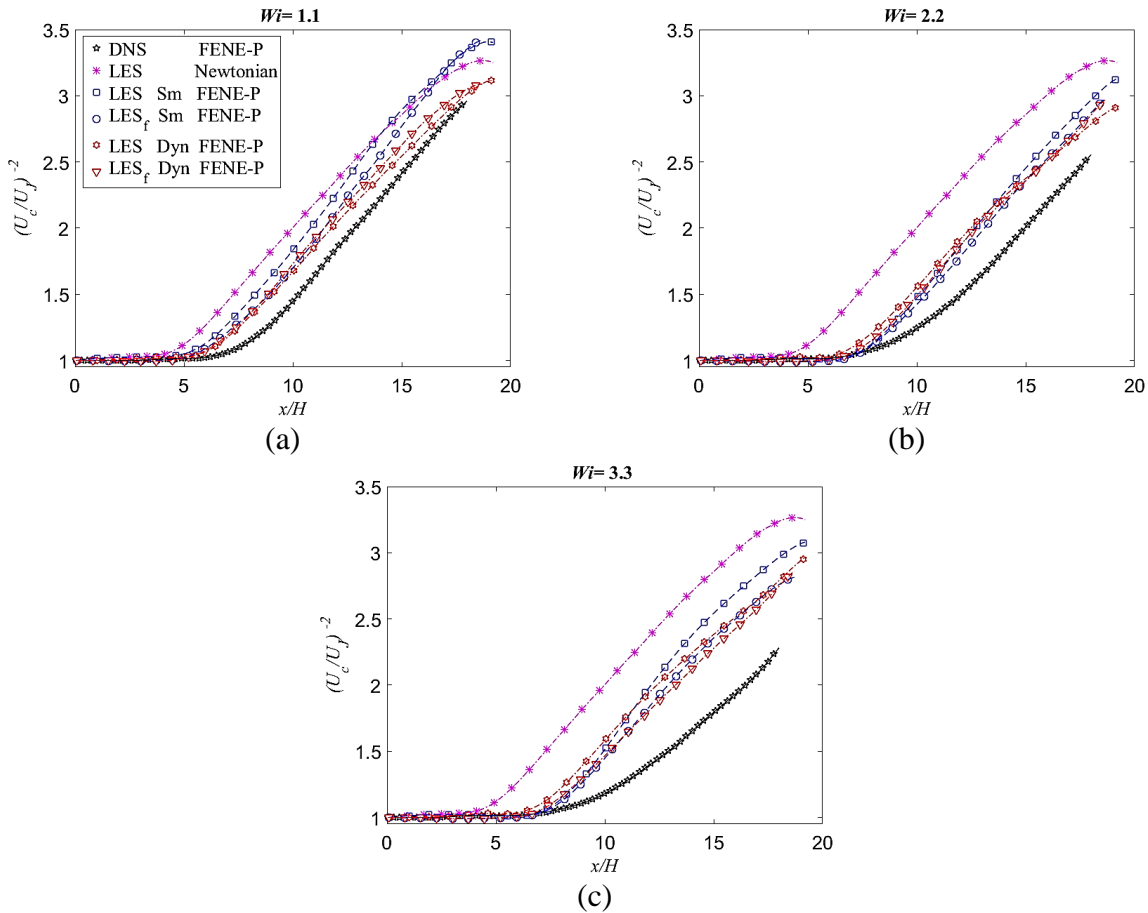 Wi= 1.1
3.5
3
2.5
2
1.5
1
(U_c/U_J)^-2
DNS FENE-P
LES Newtonian
LES Sm FENE-P
LES_f Sm FENE-P
LES Dyn FENE-P
LES_f Dyn FENE-P
0 5 10 15 20
x/H
(a)
Wi= 2.2
3.5
3
2.5
2
1.5
1
(U_c/U_J)^-2
0 5 10 15 20
x/H
(b)
Wi= 3.3
3.5
3
2.5
2
1.5
1
(U_c/U_J)^-2
0 5 10 15 20
x/H
(c)